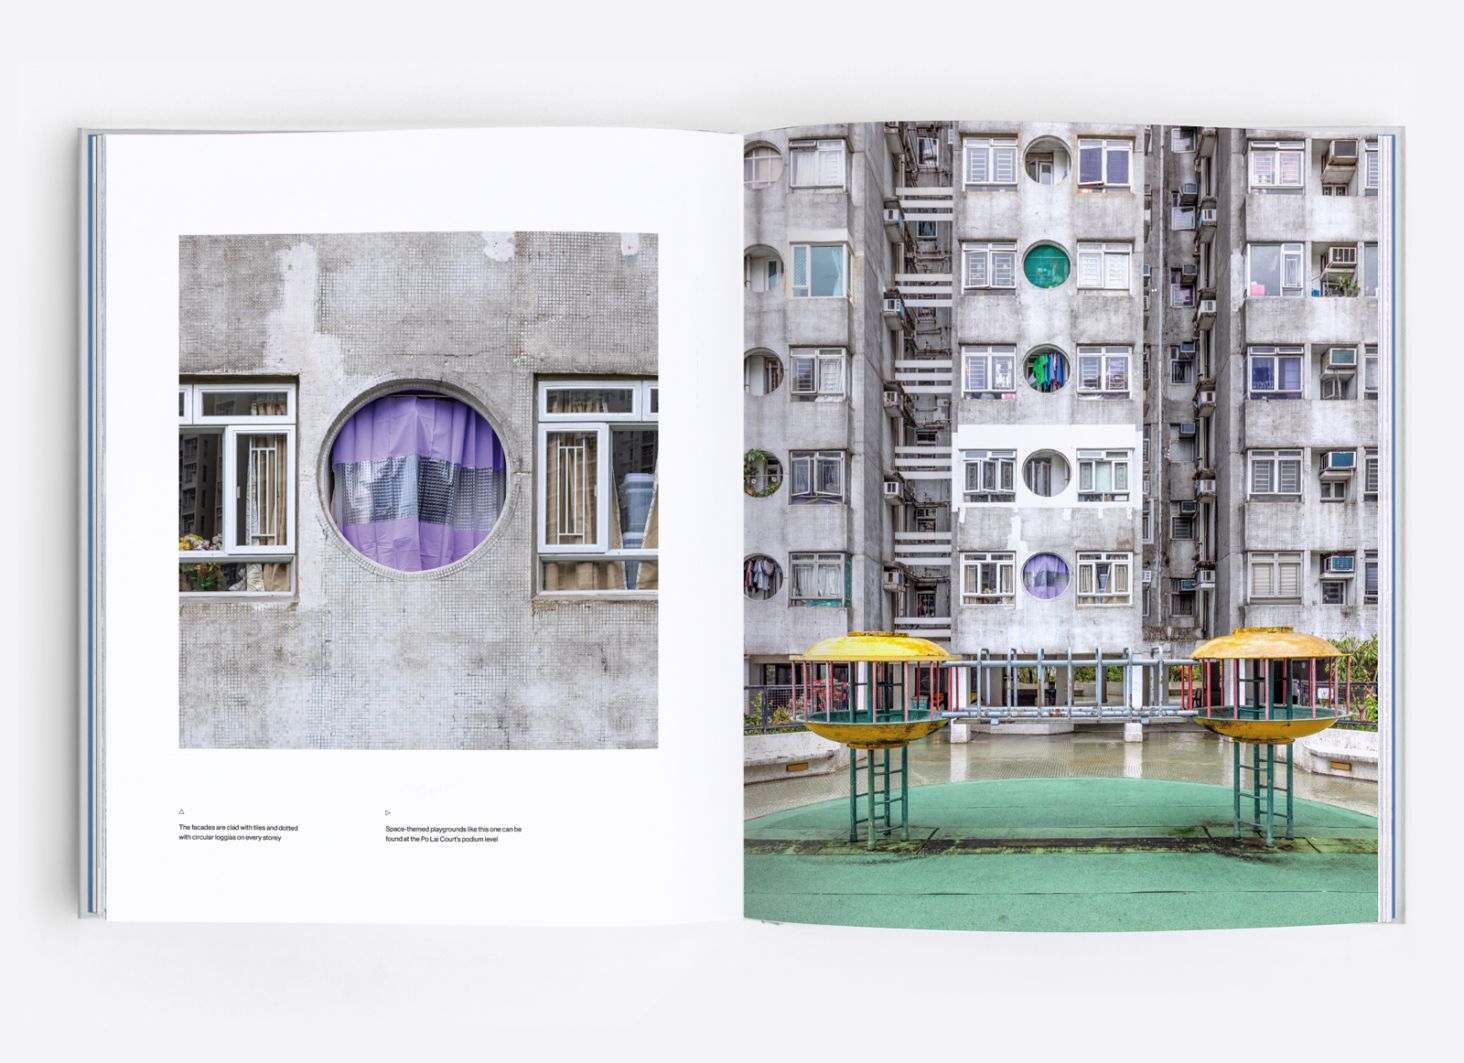 The facades are clad with tiles and dotted
with circular loggias on every storey
Space-themed playgrounds like this one can be
found at the Po Lai Court's podium level